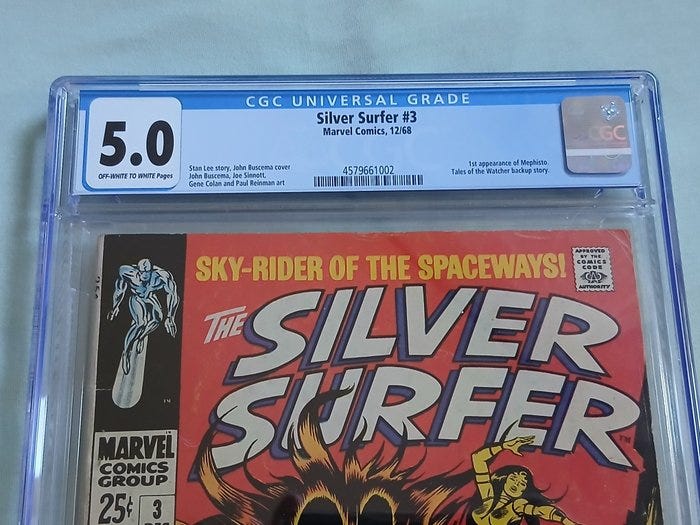 CGC UNIVERSAL GRADE
5.0
OFF-WHITE TO WHITE Pages
Silver Surfer #3
Marvel Comics, 12/68
Stan Lee story, John Buscema cover
John Buscema, Joe Sinnott,
Gene Colan and Paul Reinman art
4579661002
1st appearance of Mephisto.
Tales of the Watcher backup story.
CGC
SKY-RIDER OF THE SPACEWAYS!
APPROVED
BY THE
COMICS
CODE
AUTHORITY
THE
SILVER
SURFER
TM
MARVEL
COMICS
GROUP
25¢
3